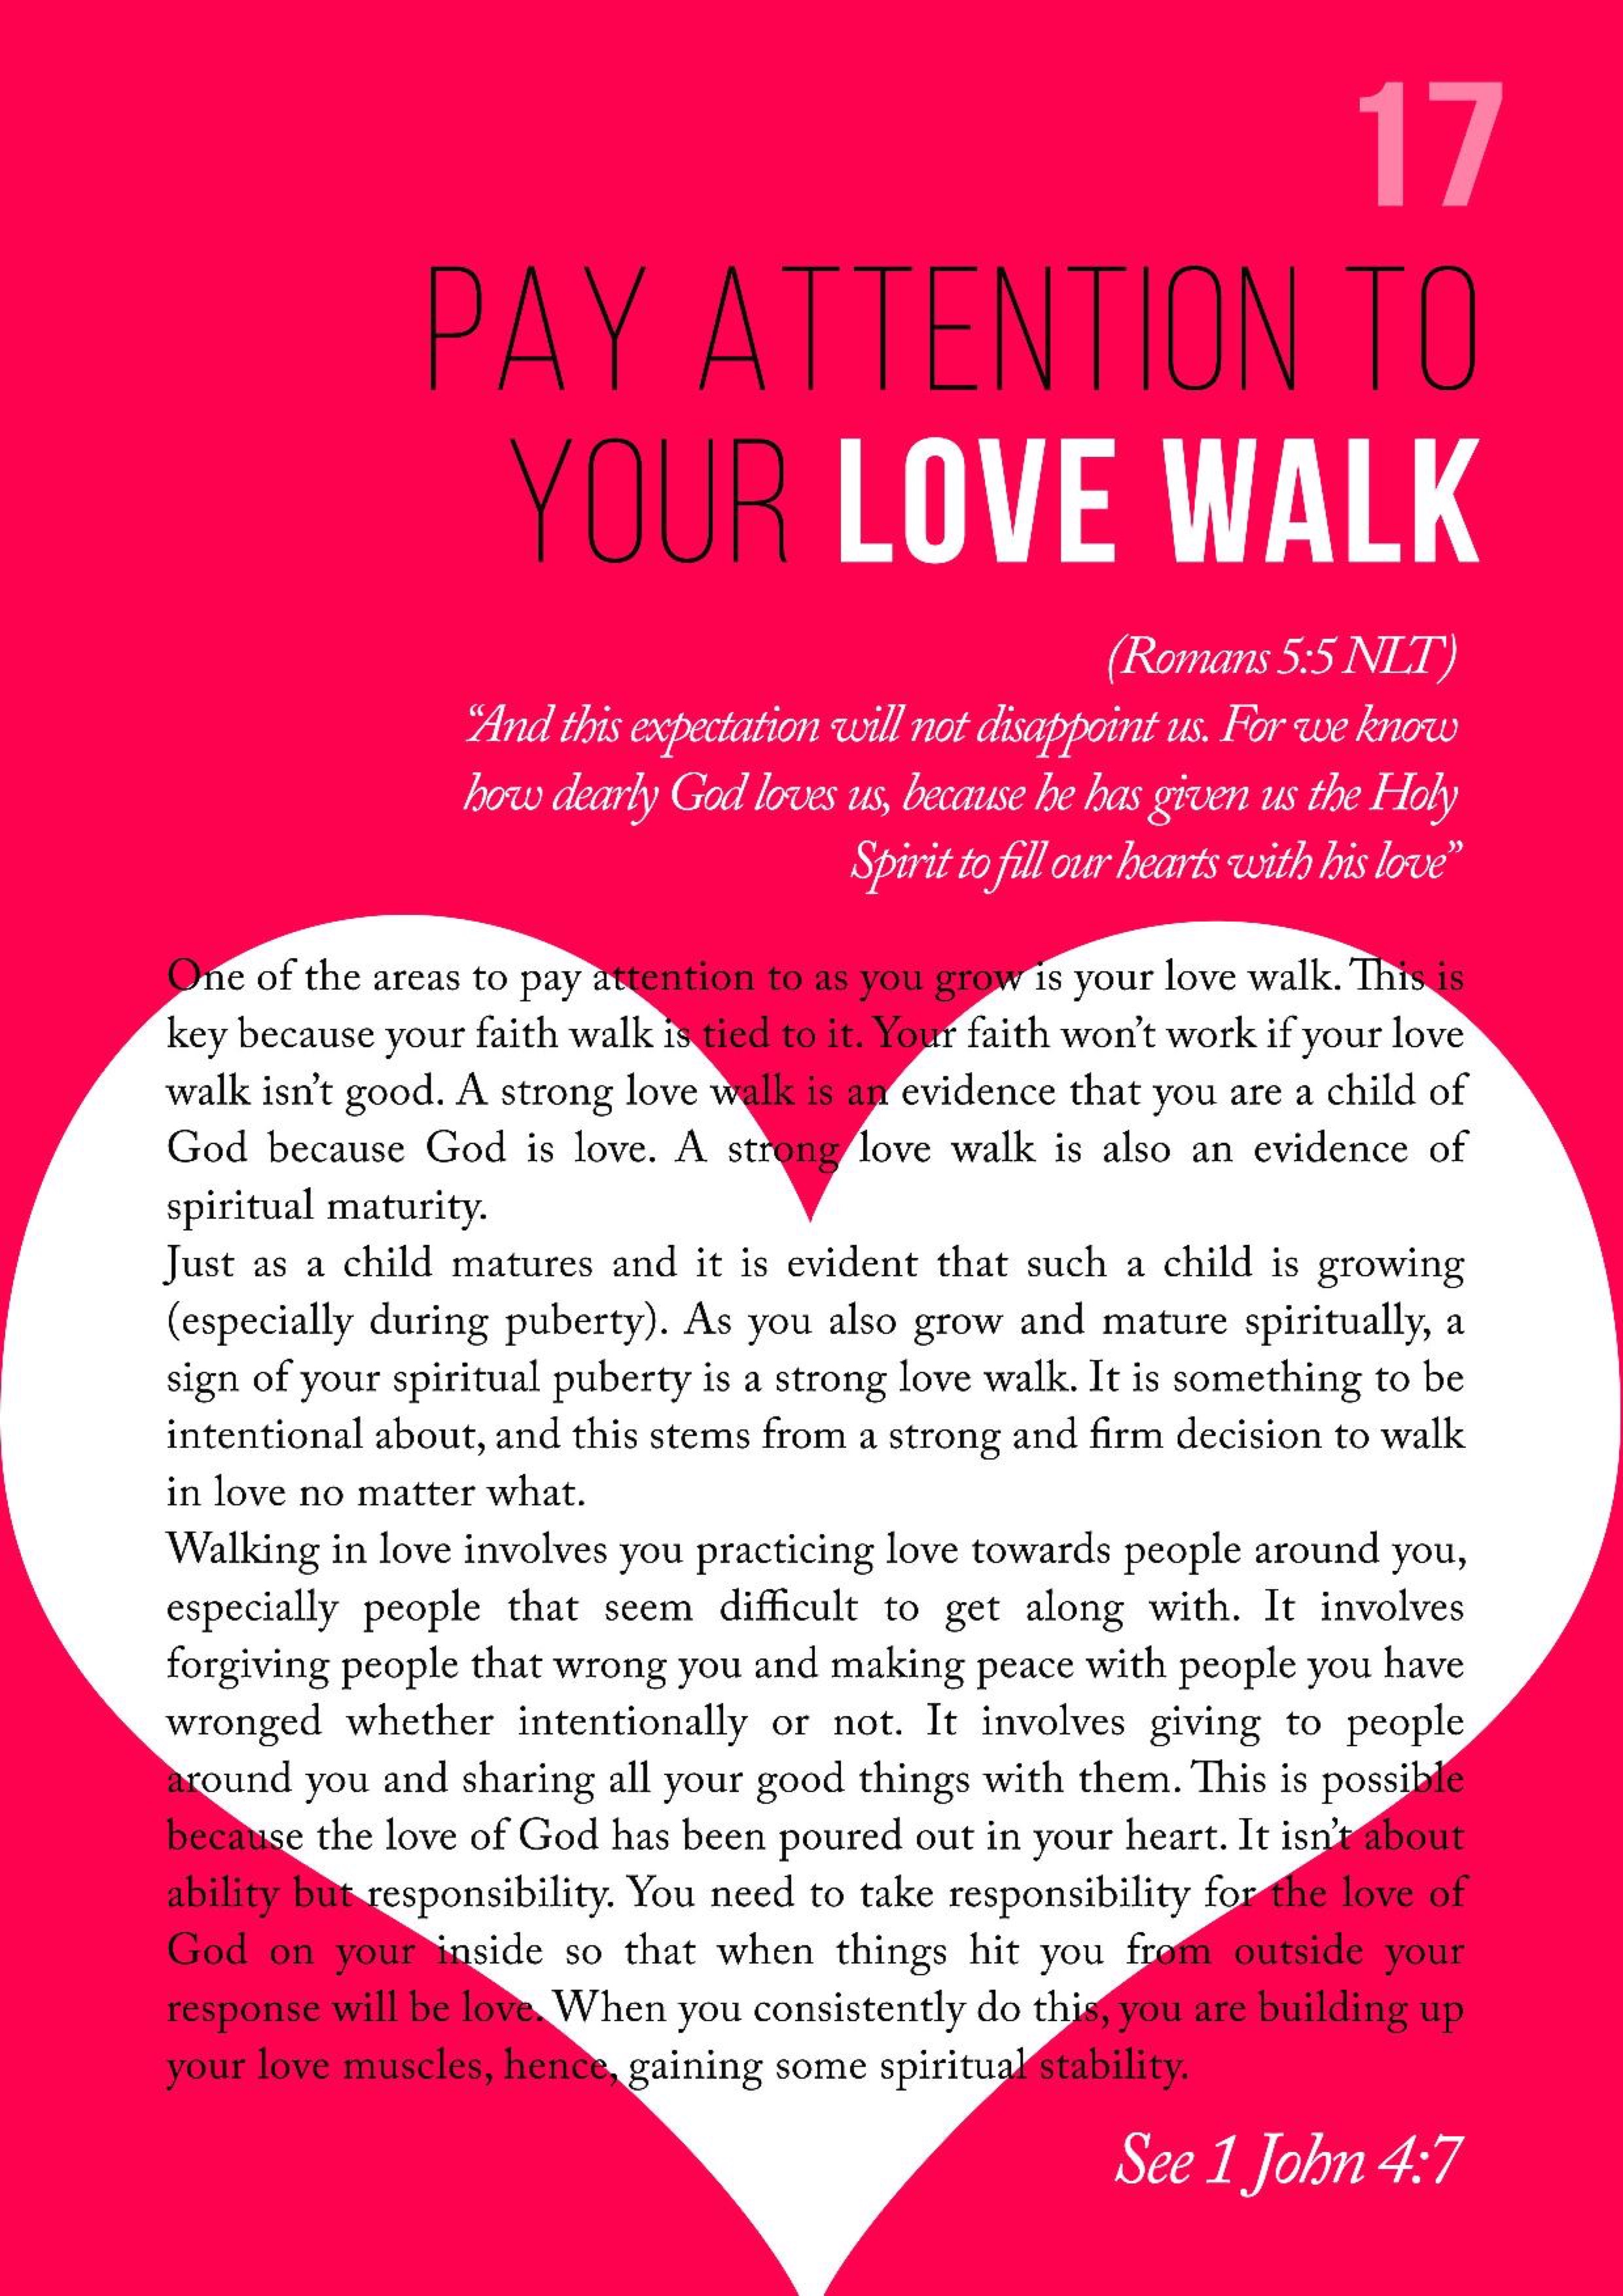 17
PAY ATTENTION TO
YOUR LOVE WALK
(Romans 5:5 NLT)
“And this expectation will not disappoint us. For we know
how dearly God loves us, because he has given us the Holy
Spirit to fill our hearts with his love”
One of the areas to pay attention to as you grow is your love walk. This is
key because your faith walk is tied to it. Your faith won’t work if your love
walk isn’t good. A strong love walk is an evidence that you are a child of
God because God is love. A strong love walk is also an evidence of
spiritual maturity.
Just as a child matures and it is evident that such a child is growing
(especially during puberty). As you also grow and mature spiritually, a
sign of your spiritual puberty is a strong love walk. It is something to be
intentional about, and this stems from a strong and firm decision to walk
in love no matter what.
Walking in love involves you practicing love towards people around you,
especially people that seem difficult to get along with. It involves
forgiving people that wrong you and making peace with people you have
wronged whether intentionally or not. It involves giving to people
around you and sharing all your good things with them. This is possible
because the love of God has been poured out in your heart. It isn’t about
ability but responsibility. You need to take responsibility for the love of
God on your inside so that when things hit you from outside your
response will be love. When you consistently do this, you are building up
your love muscles, hence, gaining some spiritual stability.
See 1 John 4:7